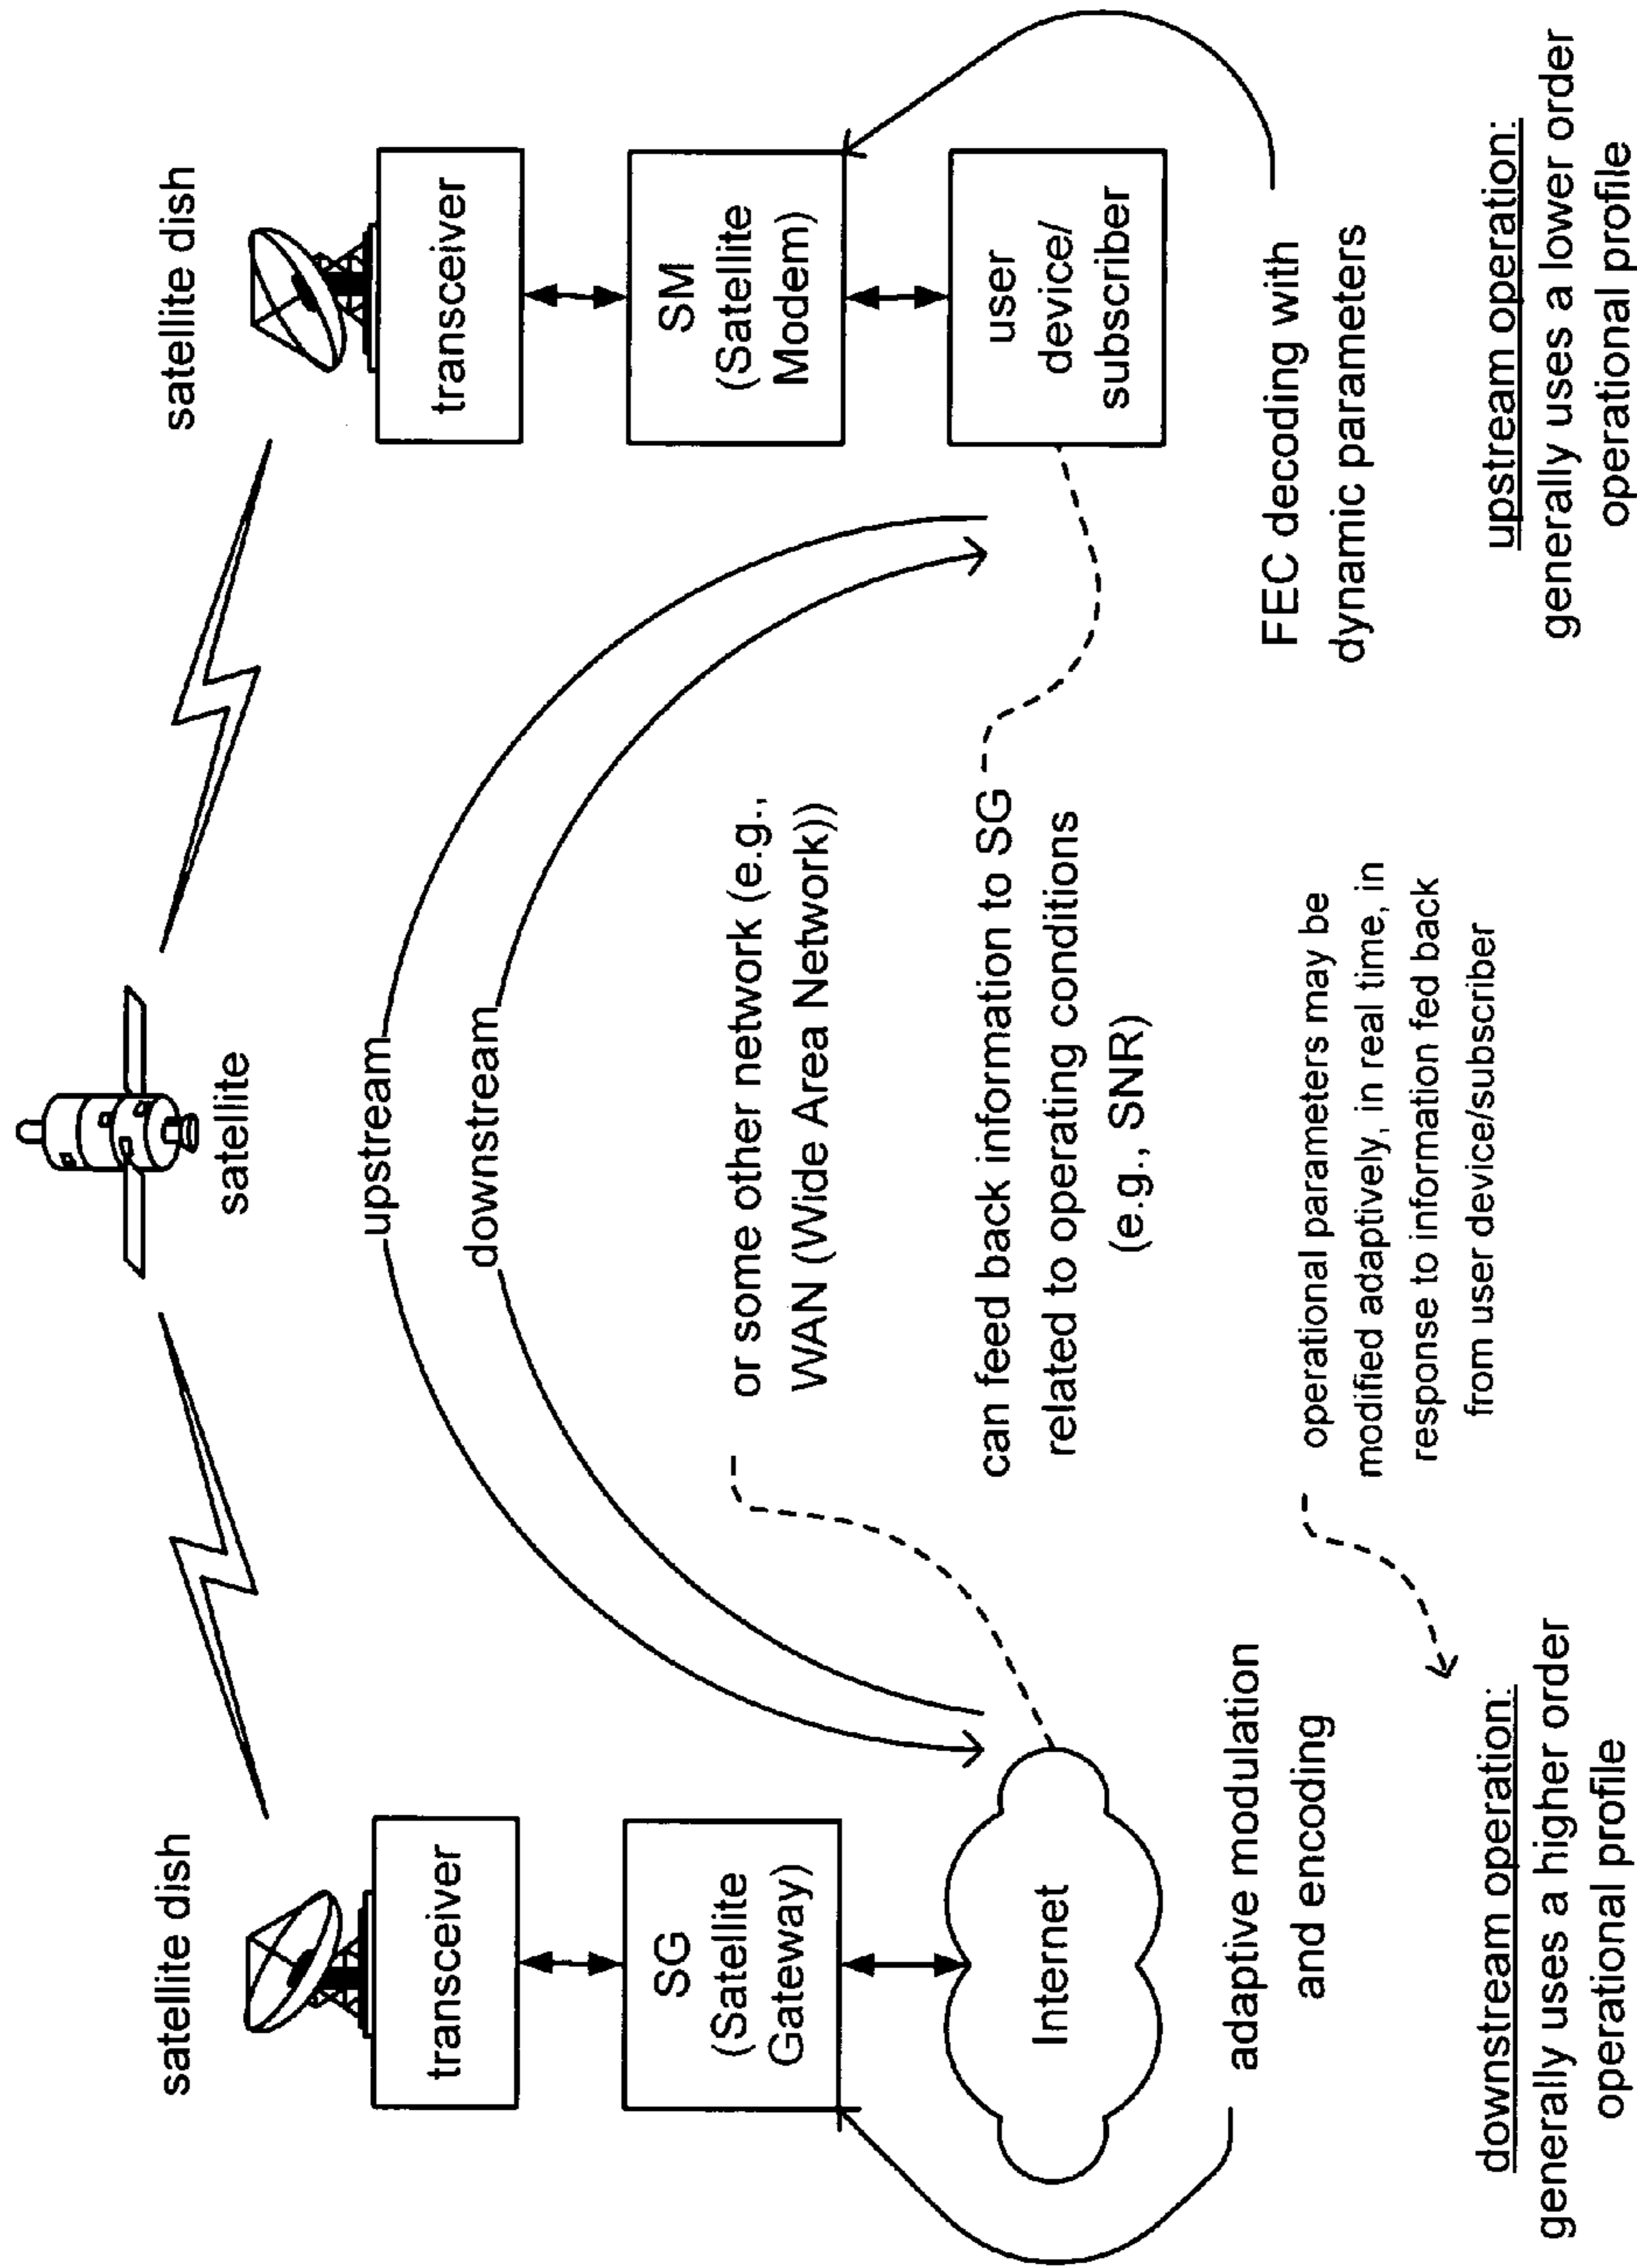 satellite
satellite dish
transceiver
SG
(Satellite
Gateway)
Internet
adaptive modulation
and encoding
downstream operation:
generally uses a higher order
operational profile
upstream
downstream
or some other network (e.g.,
WAN (Wide Area Network))
can feed back information to SG
related to operating conditions
(e.g., SNR)
operational parameters may be
modified adaptively, in real time, in
response to information fed back
from user device/subscriber
satellite dish
transceiver
SM
(Satellite
Modem)
user
device/
subscriber
FEC decoding with
dynamic parameters
upstream operation:
generally uses a lower order
operational profile